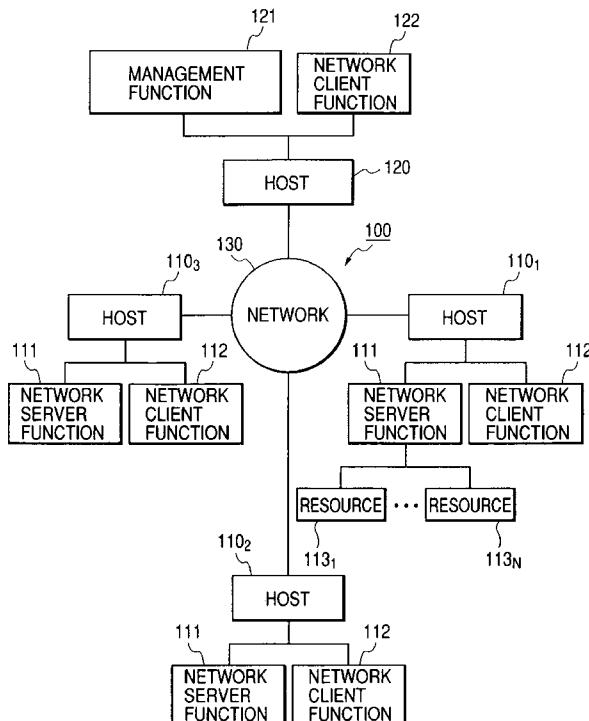 121
122
MANAGEMENT
FUNCTION
NETWORK
CLIENT
FUNCTION
HOST
120
100
130
110₃
110₁
HOST
NETWORK
HOST
111
112
111
112
NETWORK
SERVER
FUNCTION
NETWORK
CLIENT
FUNCTION
NETWORK
SERVER
FUNCTION
NETWORK
CLIENT
FUNCTION
RESOURCE
•••
RESOURCE
113₁
113N
110₂
HOST
111
112
NETWORK
SERVER
FUNCTION
NETWORK
CLIENT
FUNCTION